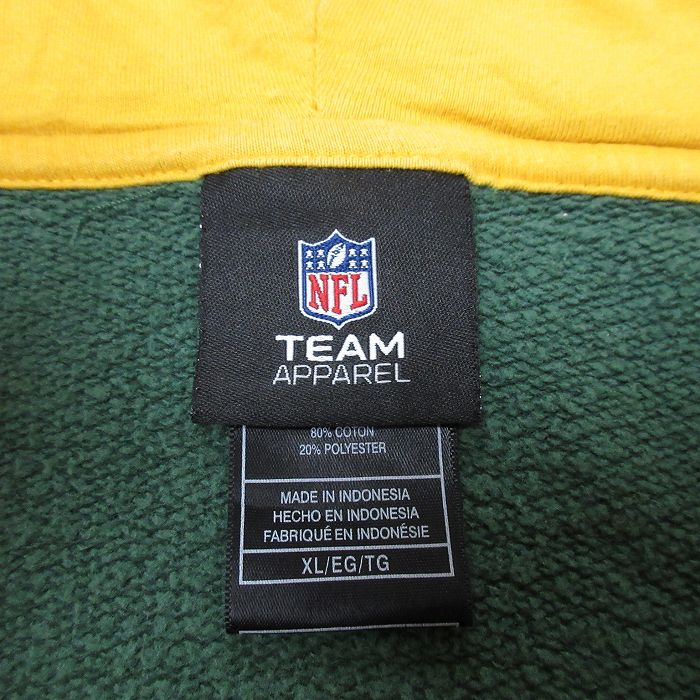 NFL
TEAM
APPAREL
80% COTON
20% POLYESTER
MADE IN INDONESIA
HECHO EN INDONESIA
FABRIQUÉ EN INDONÉSIE
XL/EG/TG